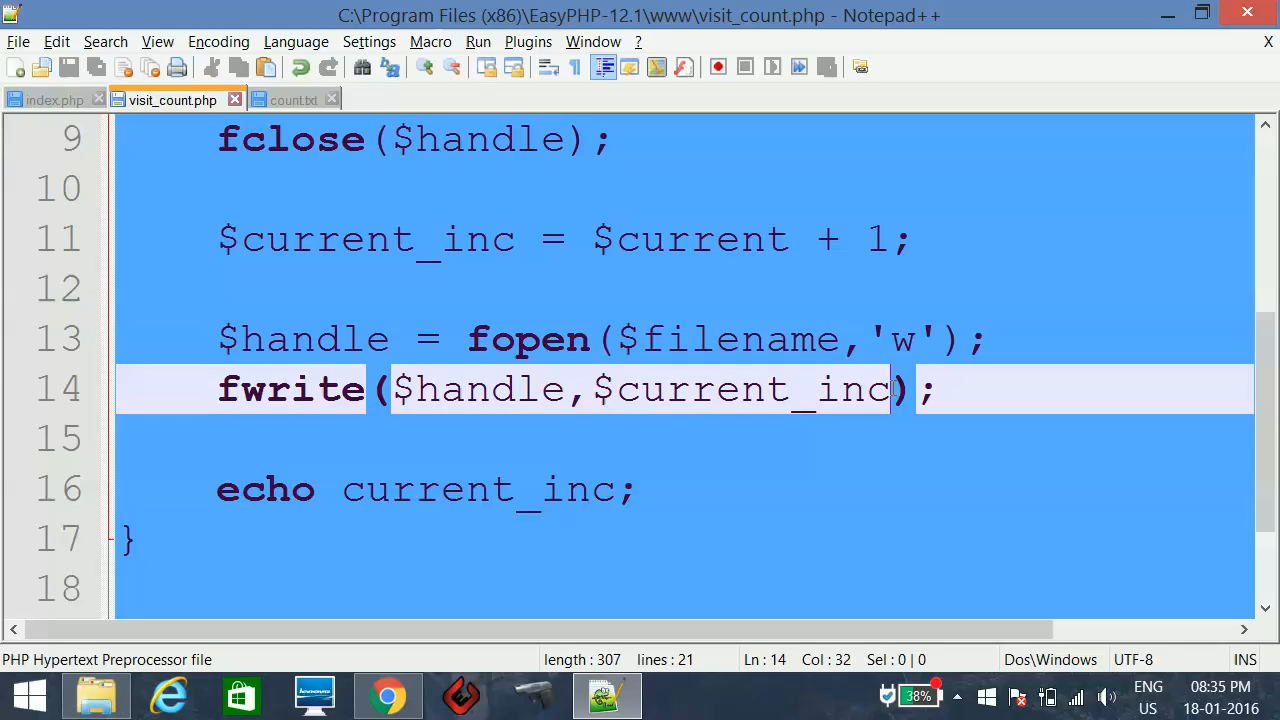 C:\Program Files (x86)\EasyPHP-12.1\www\visit_count.php - Notepad++
File Edit Search View Encoding Language Settings Macro Run Plugins Window ? X
index.php visit_count.php count.txt
9 fclose($handle);
10
11 $current_inc = $current + 1;
12
13 $handle = fopen($filename,'w');
14 fwrite($handle,$current_inc);
15
16 echo current_inc;
17 }
18
PHP Hypertext Preprocessor file length : 307 lines : 21 Ln : 14 Col : 32 Sel : 0 | 0 Dos\Windows UTF-8 INS
38% ENG 08:35 PM
US 18-01-2016